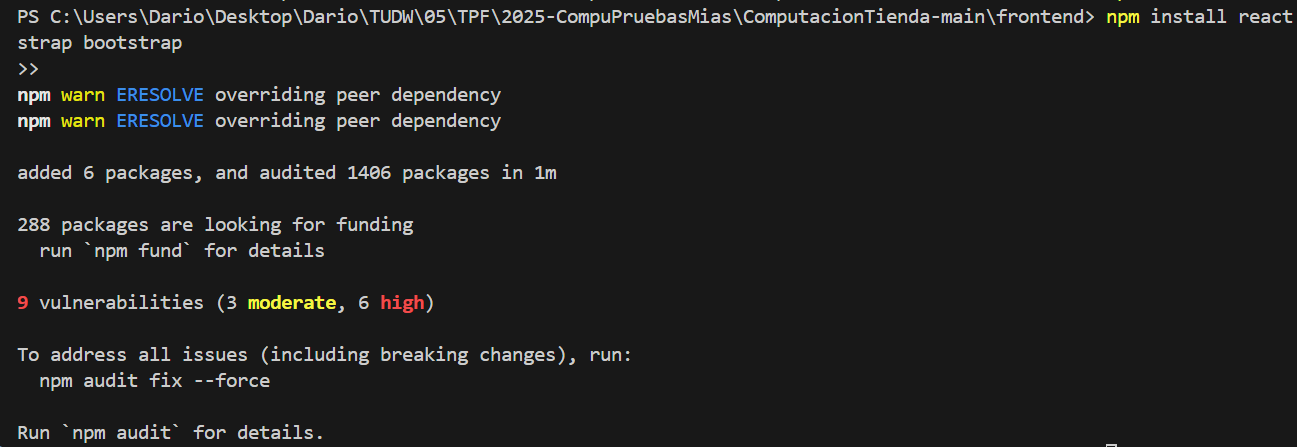 PS C:\Users\Dario\Desktop\Dario\TUDW\05\TPF\2025-CompuPruebasMias\ComputacionTienda-main\frontend> npm install react
strap bootstrap
>>
npm warn ERESOLVE overriding peer dependency
npm warn ERESOLVE overriding peer dependency
added 6 packages, and audited 1406 packages in 1m
288 packages are looking for funding
  run `npm fund` for details
9 vulnerabilities (3 moderate, 6 high)
To address all issues (including breaking changes), run:
  npm audit fix --force
Run `npm audit` for details.